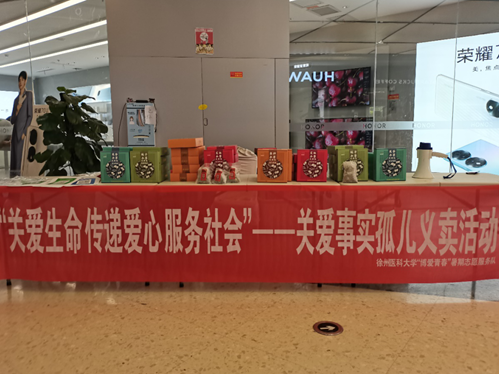 荣耀
HUAW
"关爱生命传递爱心服务社会"——关爱事实孤儿义卖活动
徐州医科大学"阅爱青春"暑期志愿服务队